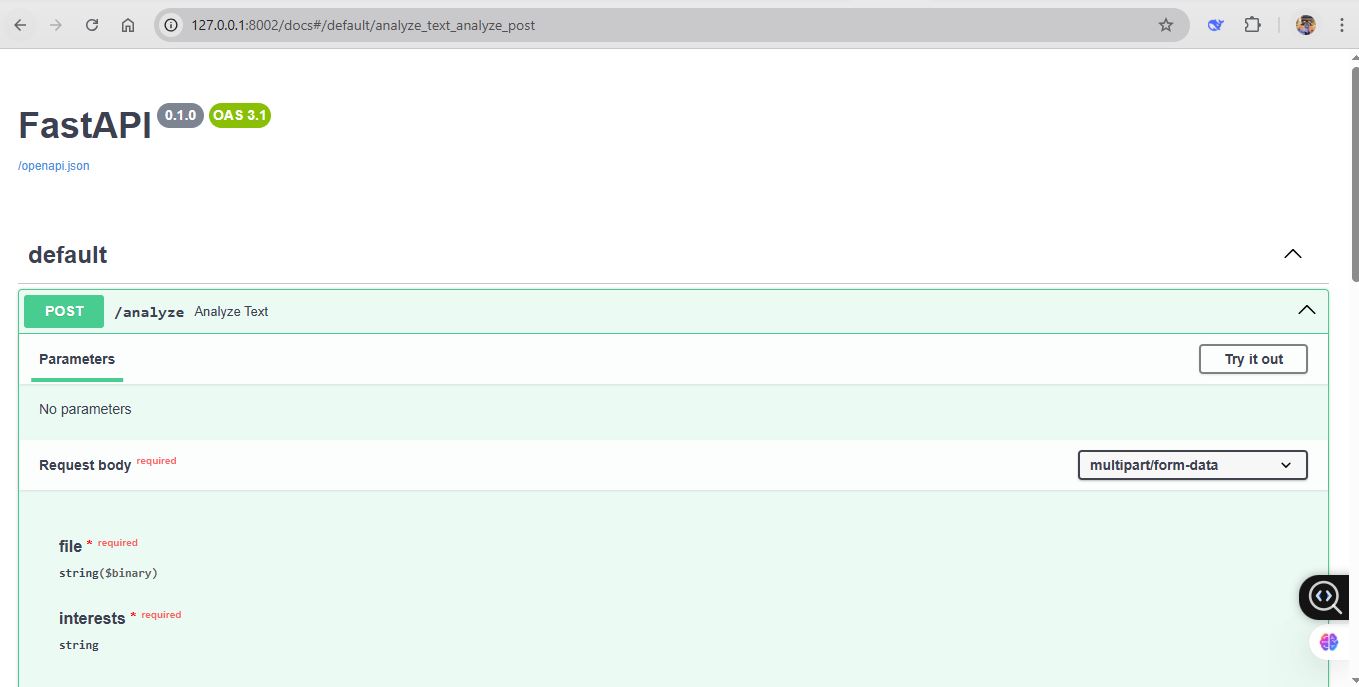 127.0.0.1:8002/docs#/default/analyze_text_analyze_post
FastAPI 0.1.0 OAS 3.1
/openapi.json
default
POST /analyze Analyze Text
Parameters Try it out
No parameters
Request body required multipart/form-data
file * required
string($binary)
interests * required
string